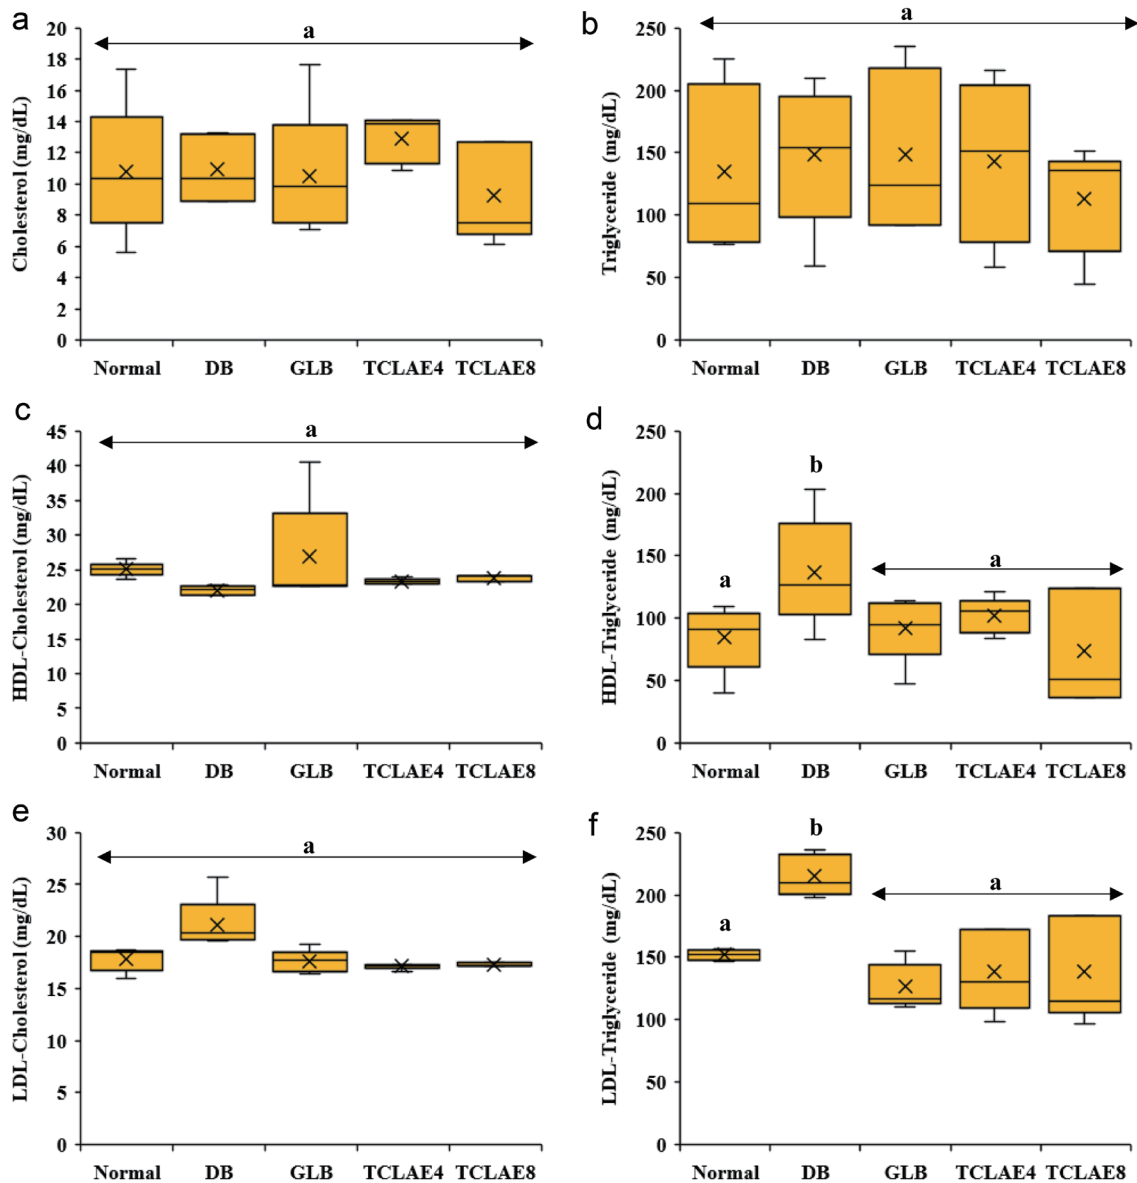 a
Cholesterol (mg/dL)
20
18
16
14
12
10
8
6
4
2
0
a
Normal DB GLB TCLAE4 TCLAE8
b
Triglyceride (mg/dL)
250
200
150
100
50
0
a
Normal DB GLB TCLAE4 TCLAE8
c
HDL-Cholesterol (mg/dL)
45
40
35
30
25
20
15
10
5
0
a
Normal DB GLB TCLAE4 TCLAE8
d
HDL-Triglyceride (mg/dL)
250
200
150
100
50
0
a
b
a
Normal DB GLB TCLAE4 TCLAE8
e
LDL-Cholesterol (mg/dL)
30
25
20
15
10
5
0
a
Normal DB GLB TCLAE4 TCLAE8
f
LDL-Triglyceride (mg/dL)
250
200
150
100
50
0
a
b
a
Normal DB GLB TCLAE4 TCLAE8